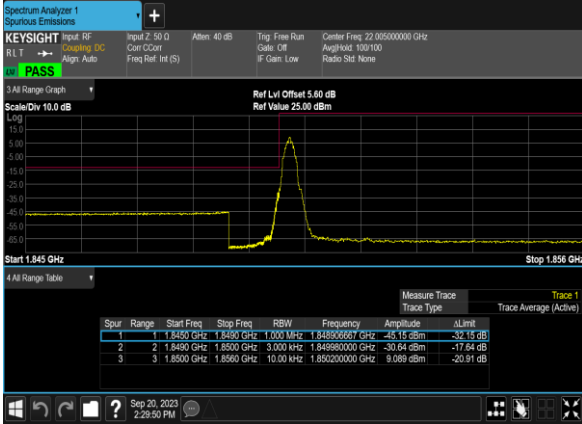 Spectrum Analyzer 1
Spurious Emissions
KEYSIGHT Input: RF Input Z: 50 Ω Atten: 40 dB Trig: Free Run Center Freq: 22.005000000 GHz
RLT Coupling: DC Corr CCorr Gate: Off Avg|Hold: 100/100
Align: Auto Freq Ref: Int (S) IF Gain: Low Radio Std: None
PASS
3 All Range Graph
Ref Lvl Offset 5.60 dB
Scale/Div 10.0 dB Ref Value 25.00 dBm
Log
15.0
5.00
-5.00
-15.0
-25.0
-35.0
-45.0
-55.0
-65.0
Start 1.845 GHz Stop 1.856 GHz
4 All Range Table
Measure Trace Trace 1
Trace Type Trace Average (Active)
Spur Range Start Freq Stop Freq RBW Frequency Amplitude ΔLimit
1 1 1.8450 GHz 1.8490 GHz 1.000 MHz 1.848906667 GHz -45.15 dBm -32.15 dB
2 2 1.8490 GHz 1.8500 GHz 3.000 kHz 1.849980000 GHz -30.64 dBm -17.64 dB
3 3 1.8500 GHz 1.8560 GHz 10.00 kHz 1.850200000 GHz 9.089 dBm -20.91 dB
Sep 20, 2023
2:29:50 PM